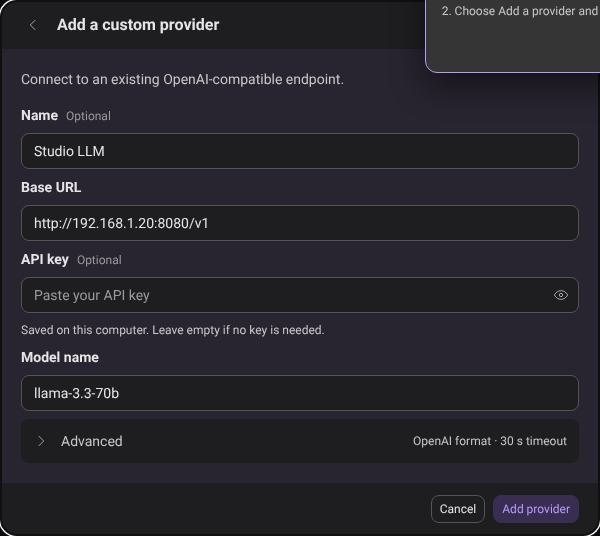 Add a custom provider
2. Choose Add a provider and
Connect to an existing OpenAI-compatible endpoint.
Name Optional
Studio LLM
Base URL
http://192.168.1.20:8080/v1
API key Optional
Paste your API key
Saved on this computer. Leave empty if no key is needed.
Model name
llama-3.3-70b
Advanced OpenAI format · 30 s timeout
Cancel Add provider